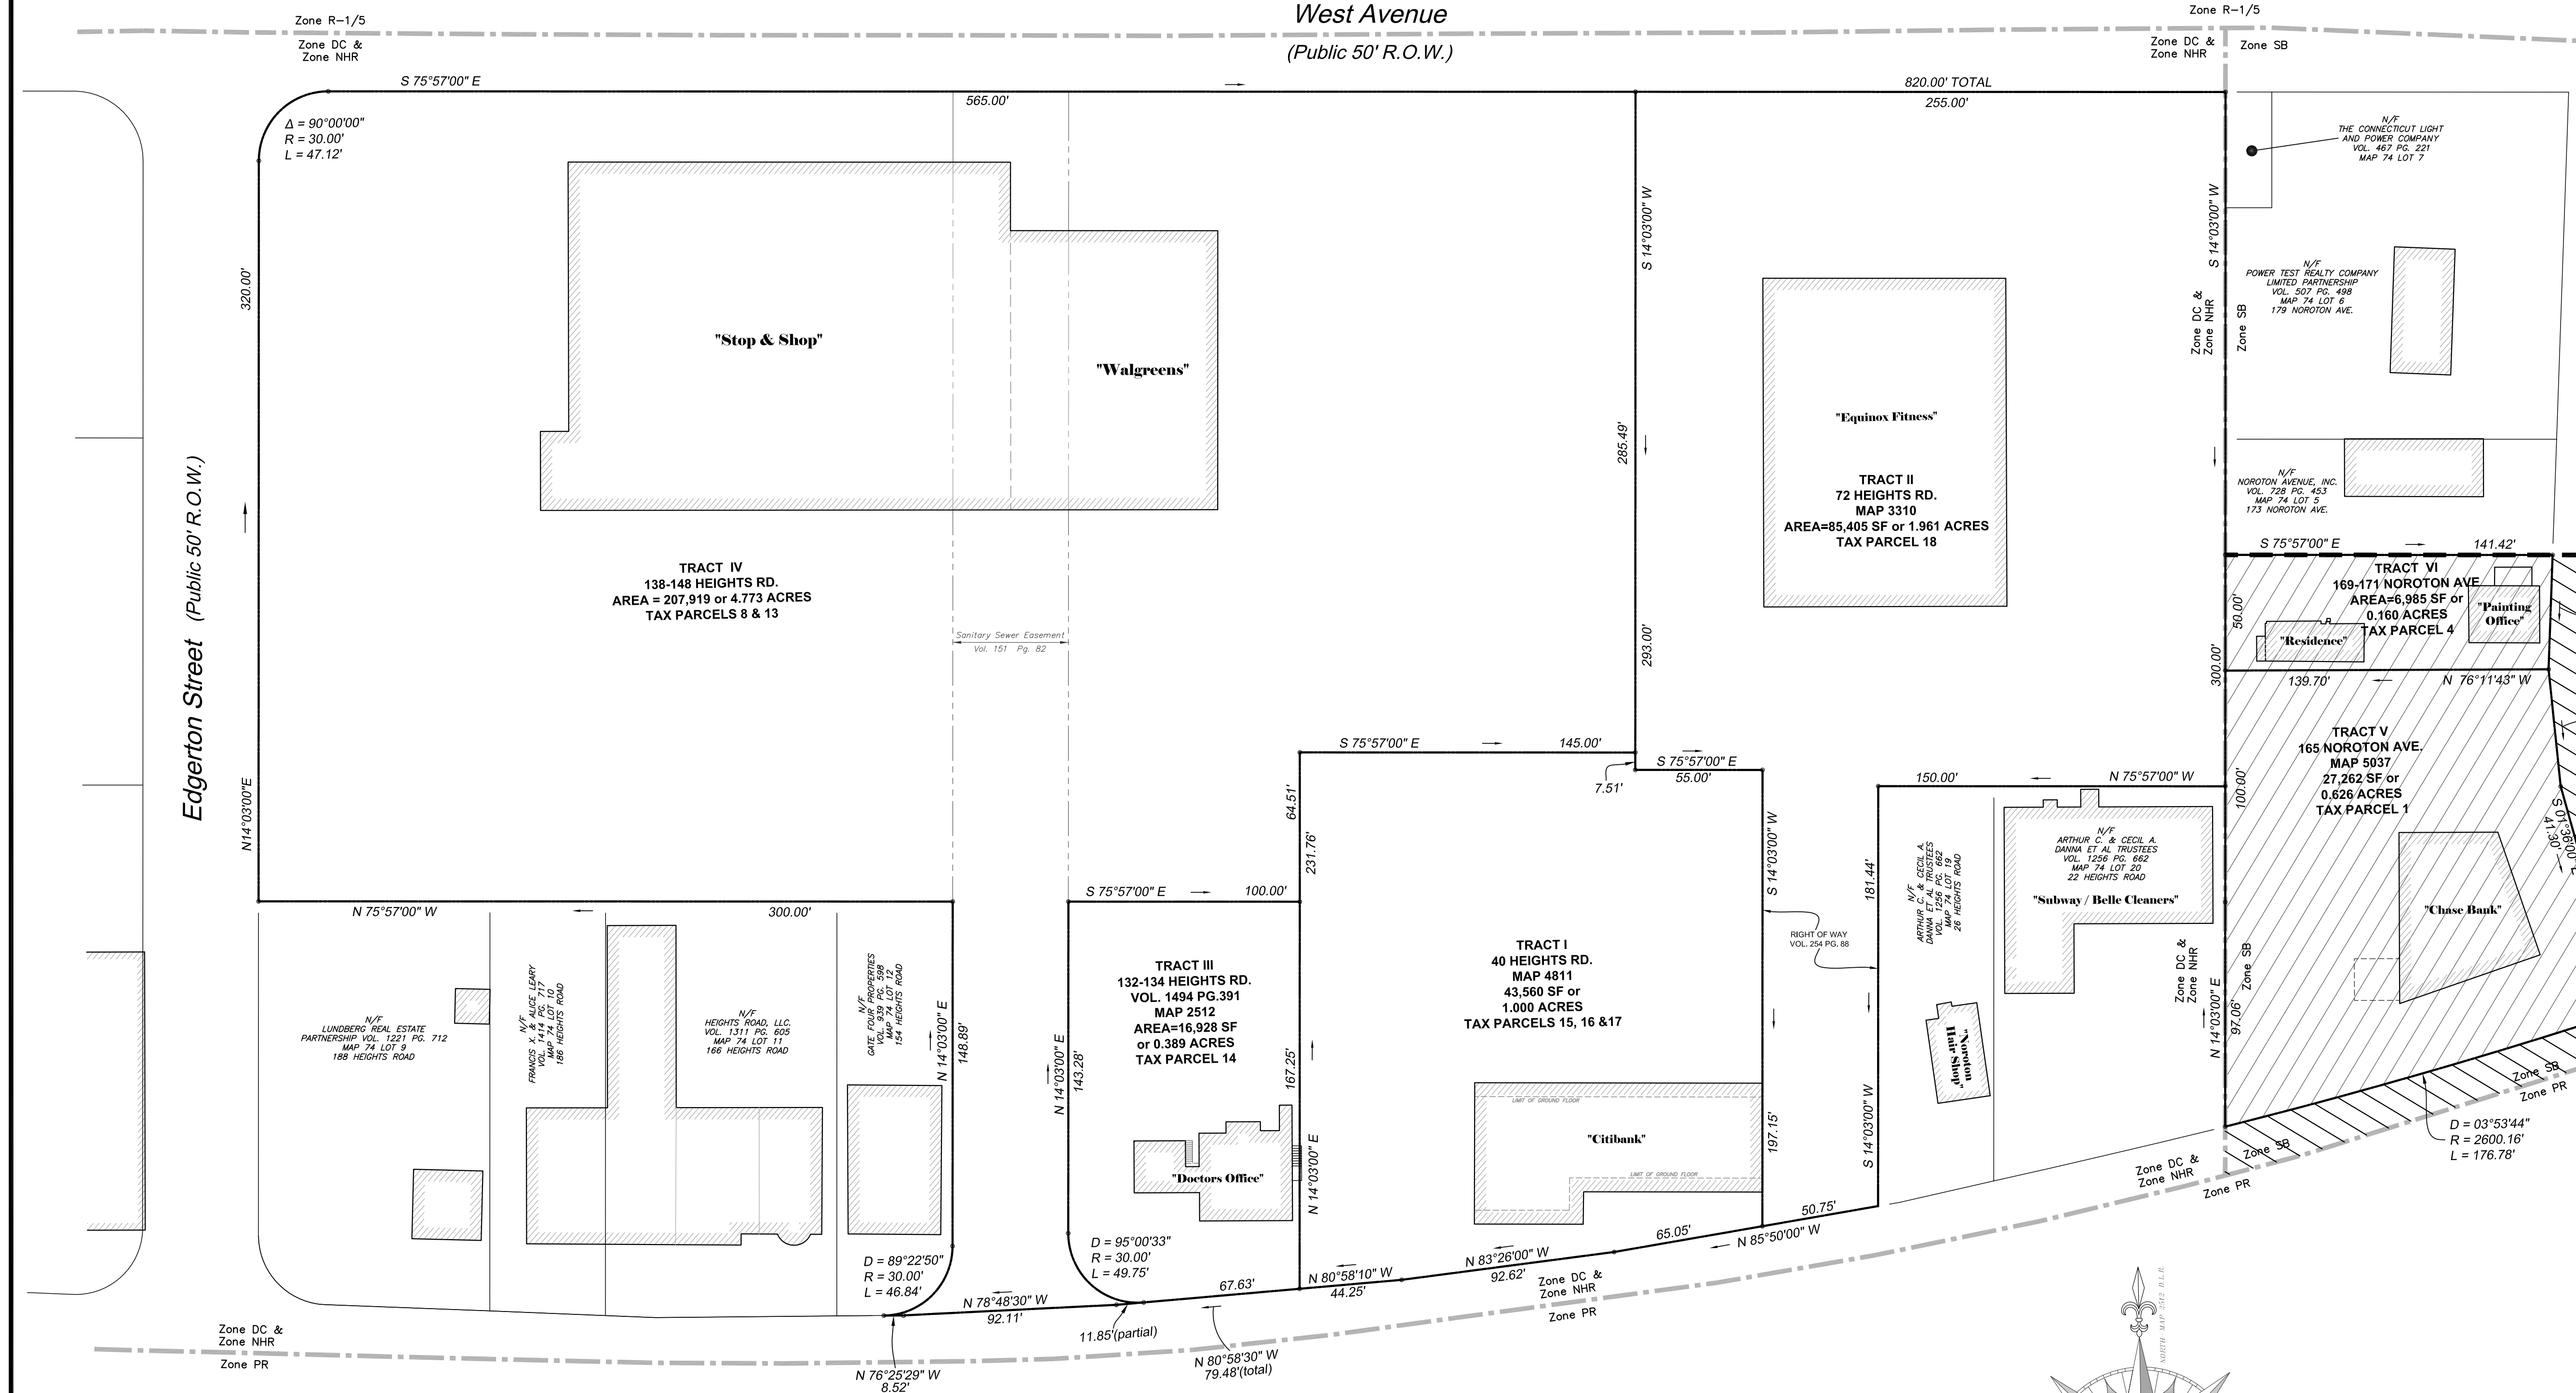 West Avenue
(Public 50' R.O.W.)
Zone R-1/5
Zone DC &
Zone NHR
Zone R-1/5
Zone DC &
Zone NHR
Zone SB
S 75°57'00" E
565.00'
820.00' TOTAL
255.00'
Δ = 90°00'00"
R = 30.00'
L = 47.12'
320.00'
Edgerton Street (Public 50' R.O.W.)
N14°03'00"E
"Stop & Shop"
"Walgreens"
TRACT IV
138-148 HEIGHTS RD.
AREA = 207,919 or 4.773 ACRES
TAX PARCELS 8 & 13
Sanitary Sewer Easement
Vol. 151 Pg. 82
S 14°03'00" W
285.49'
293.00'
"Equinox Fitness"
TRACT II
72 HEIGHTS RD.
MAP 3310
AREA=85,405 SF or 1.961 ACRES
TAX PARCEL 18
S 14°03'00" W
Zone DC &
Zone NHR
Zone SB
300.00'
N/F
THE CONNECTICUT LIGHT
AND POWER COMPANY
VOL. 467 PG. 221
MAP 74 LOT 7
N/F
POWER TEST REALTY COMPANY
LIMITED PARTNERSHIP
VOL. 507 PG. 498
MAP 74 LOT 6
179 NOROTON AVE.
N/F
NOROTON AVENUE, INC.
VOL. 728 PG. 453
MAP 74 LOT 5
173 NOROTON AVE.
S 75°57'00" E
141.42'
TRACT VI
169-171 NOROTON AVE
AREA=6,985 SF or
0.160 ACRES
TAX PARCEL 4
"Painting
Office"
"Residence"
50.00'
139.70'
N 76°11'43" W
TRACT V
165 NOROTON AVE.
MAP 5037
27,262 SF or
0.626 ACRES
TAX PARCEL 1
100.00'
S 01°36'00" E
41.30'
"Chase Bank"
S 75°57'00" E
145.00'
S 75°57'00" E
55.00'
7.51'
64.51'
231.76'
S 14°03'00" W
150.00'
N 75°57'00" W
181.44'
RIGHT OF WAY
VOL. 254 PG. 88
N/F
ARTHUR C. & CECIL A.
DANNA ET AL TRUSTEES
VOL. 1256 PG. 662
MAP 74 LOT 19
26 HEIGHTS ROAD
N/F
ARTHUR C. & CECIL A.
DANNA ET AL TRUSTEES
VOL. 1256 PG. 662
MAP 74 LOT 20
22 HEIGHTS ROAD
"Subway / Belle Cleaners"
Zone DC &
Zone NHR
Zone SB
N 14°03'00" E
97.06'
"Noroton
Hair Shop"
S 14°03'00" W
N 75°57'00" W
300.00'
S 75°57'00" E
100.00'
N/F
LUNDBERG REAL ESTATE
PARTNERSHIP VOL. 1221 PG. 712
MAP 74 LOT 9
188 HEIGHTS ROAD
N/F
FRANCIS X. & ALICE LEARY
VOL. 1414 PG. 717
MAP 74 LOT 10
186 HEIGHTS ROAD
N/F
HEIGHTS ROAD, LLC.
VOL. 1311 PG. 605
MAP 74 LOT 11
166 HEIGHTS ROAD
N/F
GATE FOUR PROPERTIES
VOL. 939 PG. 598
MAP 74 LOT 12
154 HEIGHTS ROAD
N 14°03'00" E
148.89'
N 14°03'00" E
143.28'
TRACT III
132-134 HEIGHTS RD.
VOL. 1494 PG.391
MAP 2512
AREA=16,928 SF
or 0.389 ACRES
TAX PARCEL 14
167.25'
N 14°03'00" E
"Doctors Office"
TRACT I
40 HEIGHTS RD.
MAP 4811
43,560 SF or
1.000 ACRES
TAX PARCELS 15, 16 &17
LIMIT OF GROUND FLOOR
"Citibank"
LIMIT OF GROUND FLOOR
197.15'
D = 89°22'50"
R = 30.00'
L = 46.84'
D = 95°00'33"
R = 30.00'
L = 49.75'
N 78°48'30" W
92.11'
67.63'
11.85'(partial)
N 80°58'10" W
44.25'
N 83°26'00" W
92.62'
65.05'
50.75'
N 85°50'00" W
Zone DC &
NHR
Zone PR
Zone DC &
Zone NHR
Zone PR
Zone SB
Zone SB
Zone PR
D = 03°53'44"
R = 2600.16'
L = 176.78'
Zone DC &
Zone NHR
Zone PR
N 76°25'29" W
8.52'
N 80°58'30" W
79.48'(total)
NORTH MAP 2512 D.L.R.